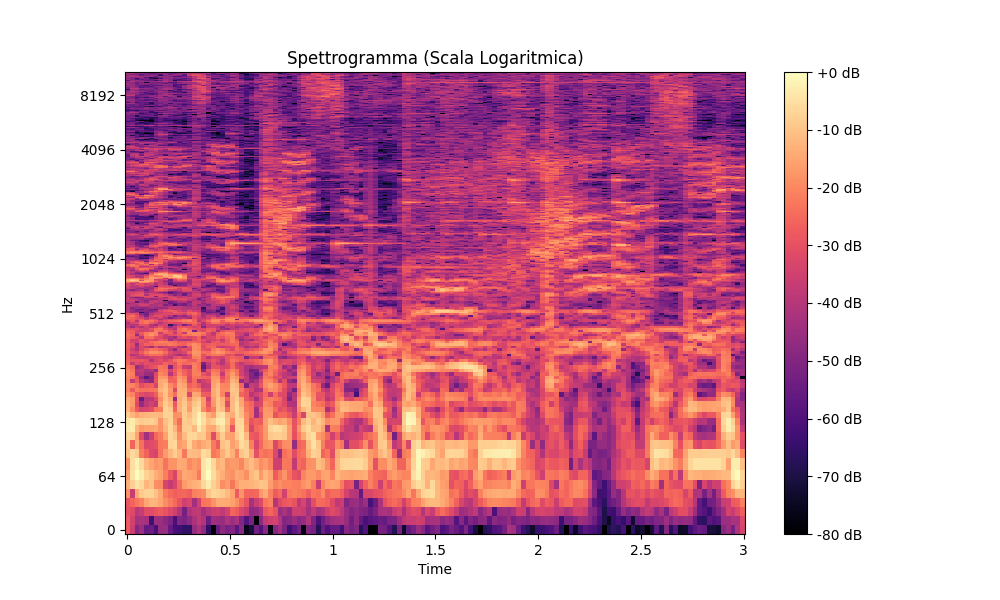 Spettrogramma (Scala Logaritmica)
Hz
8192
4096
2048
1024
512
256
128
64
0
0
0.5
1
1.5
2
2.5
3
Time
+0 dB
-10 dB
-20 dB
-30 dB
-40 dB
-50 dB
-60 dB
-70 dB
-80 dB